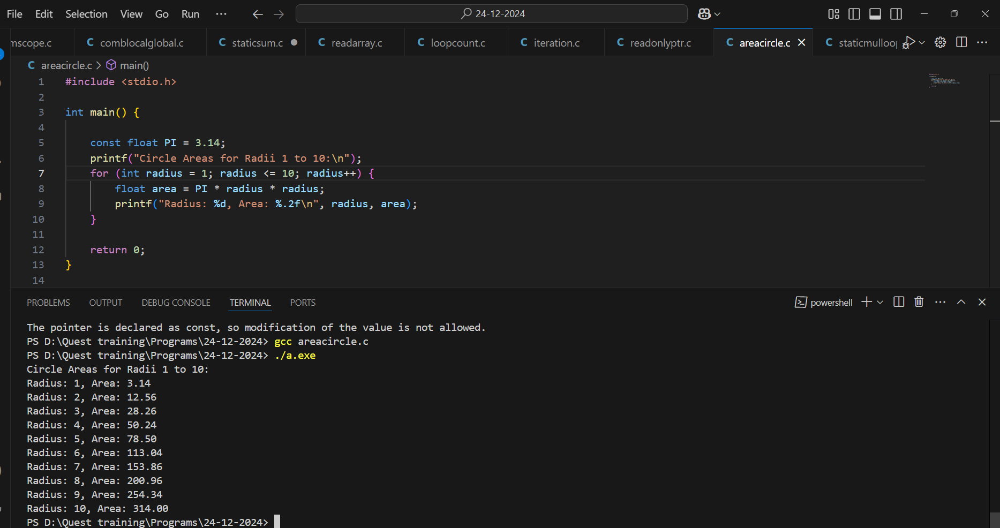 File Edit Selection View Go Run ··· 24-12-2024
mscope.c C comblocalglobal.c C staticsum.c C readarray.c C loopcount.c C iteration.c C readonlyptr.c C areacircle.c C staticmulloop
C areacircle.c > main()
1 #include <stdio.h>
2
3 int main() {
4
5 const float PI = 3.14;
6 printf("Circle Areas for Radii 1 to 10:\n");
7 for (int radius = 1; radius <= 10; radius++) {
8 float area = PI * radius * radius;
9 printf("Radius: %d, Area: %.2f\n", radius, area);
10 }
11
12 return 0;
13 }
14
PROBLEMS OUTPUT DEBUG CONSOLE TERMINAL PORTS powershell
The pointer is declared as const, so modification of the value is not allowed.
PS D:\Quest training\Programs\24-12-2024> gcc areacircle.c
PS D:\Quest training\Programs\24-12-2024> ./a.exe
Circle Areas for Radii 1 to 10:
Radius: 1, Area: 3.14
Radius: 2, Area: 12.56
Radius: 3, Area: 28.26
Radius: 4, Area: 50.24
Radius: 5, Area: 78.50
Radius: 6, Area: 113.04
Radius: 7, Area: 153.86
Radius: 8, Area: 200.96
Radius: 9, Area: 254.34
Radius: 10, Area: 314.00
PS D:\Quest training\Programs\24-12-2024>